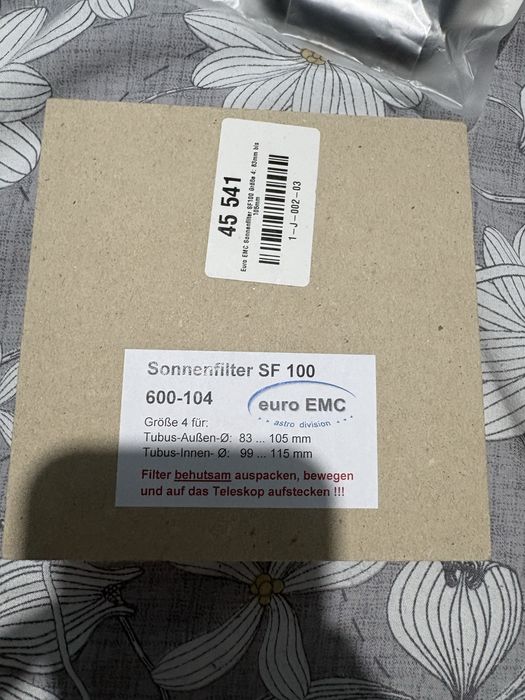 45 541
Euro EMC Sonnenfilter SF100 Größe 4: 83mm bis
105mm
1-J-002-03
Sonnenfilter SF 100
600-104
euro EMC
astro division
Größe 4 für:
Tubus-Außen-Ø: 83 ... 105 mm
Tubus-Innen- Ø: 99 ... 115 mm
Filter behutsam auspacken, bewegen
und auf das Teleskop aufstecken !!!